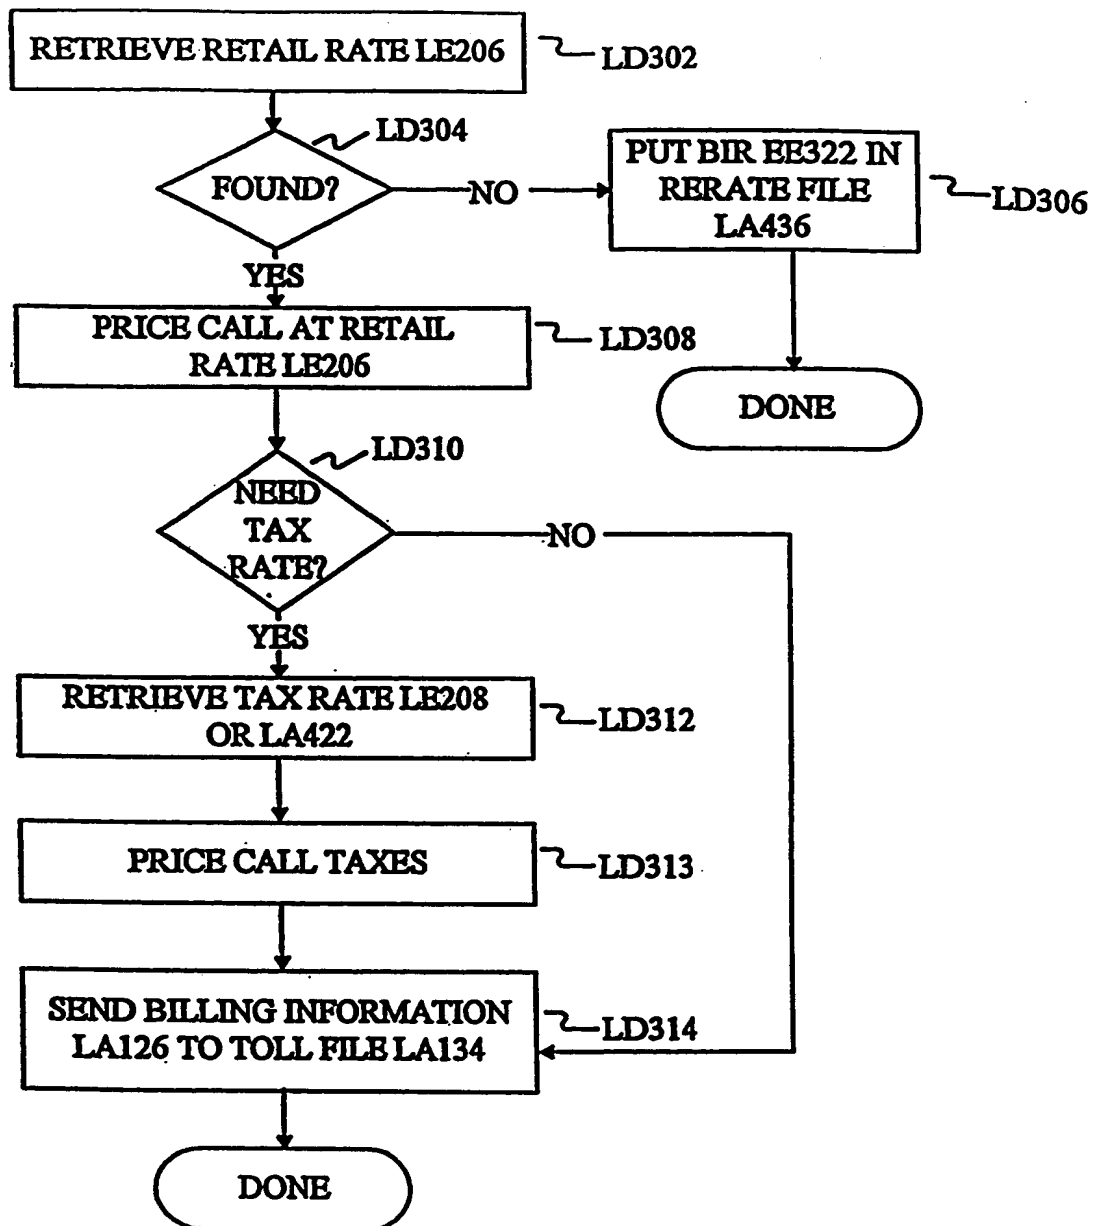 RETRIEVE RETAIL RATE LE206
LD302
LD304
FOUND?
NO
PUT BIR EE322 IN
RERATE FILE
LA436
LD306
YES
PRICE CALL AT RETAIL
RATE LE206
LD308
DONE
LD310
NEED
TAX
RATE?
NO
YES
RETRIEVE TAX RATE LE208
OR LA422
LD312
PRICE CALL TAXES
LD313
SEND BILLING INFORMATION
LA126 TO TOLL FILE LA134
LD314
DONE